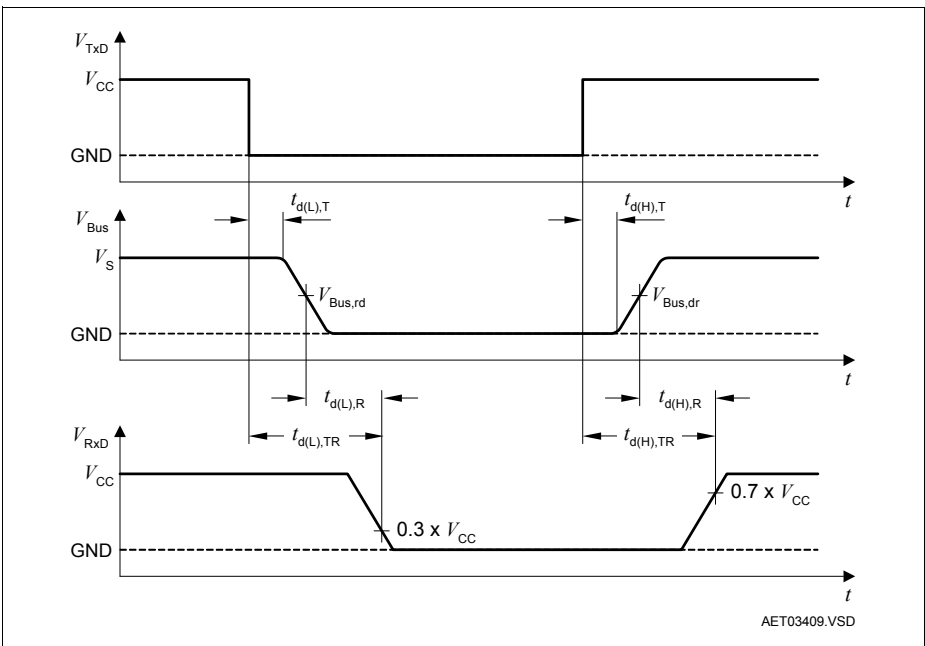 V_TxD
V_CC
GND
t
t_d(L),T
t_d(H),T
V_Bus
V_S
V_Bus,rd
V_Bus,dr
GND
t
t_d(L),R
t_d(H),R
t_d(L),TR
t_d(H),TR
V_RxD
V_CC
0.7 x V_CC
0.3 x V_CC
GND
t
AET03409.VSD